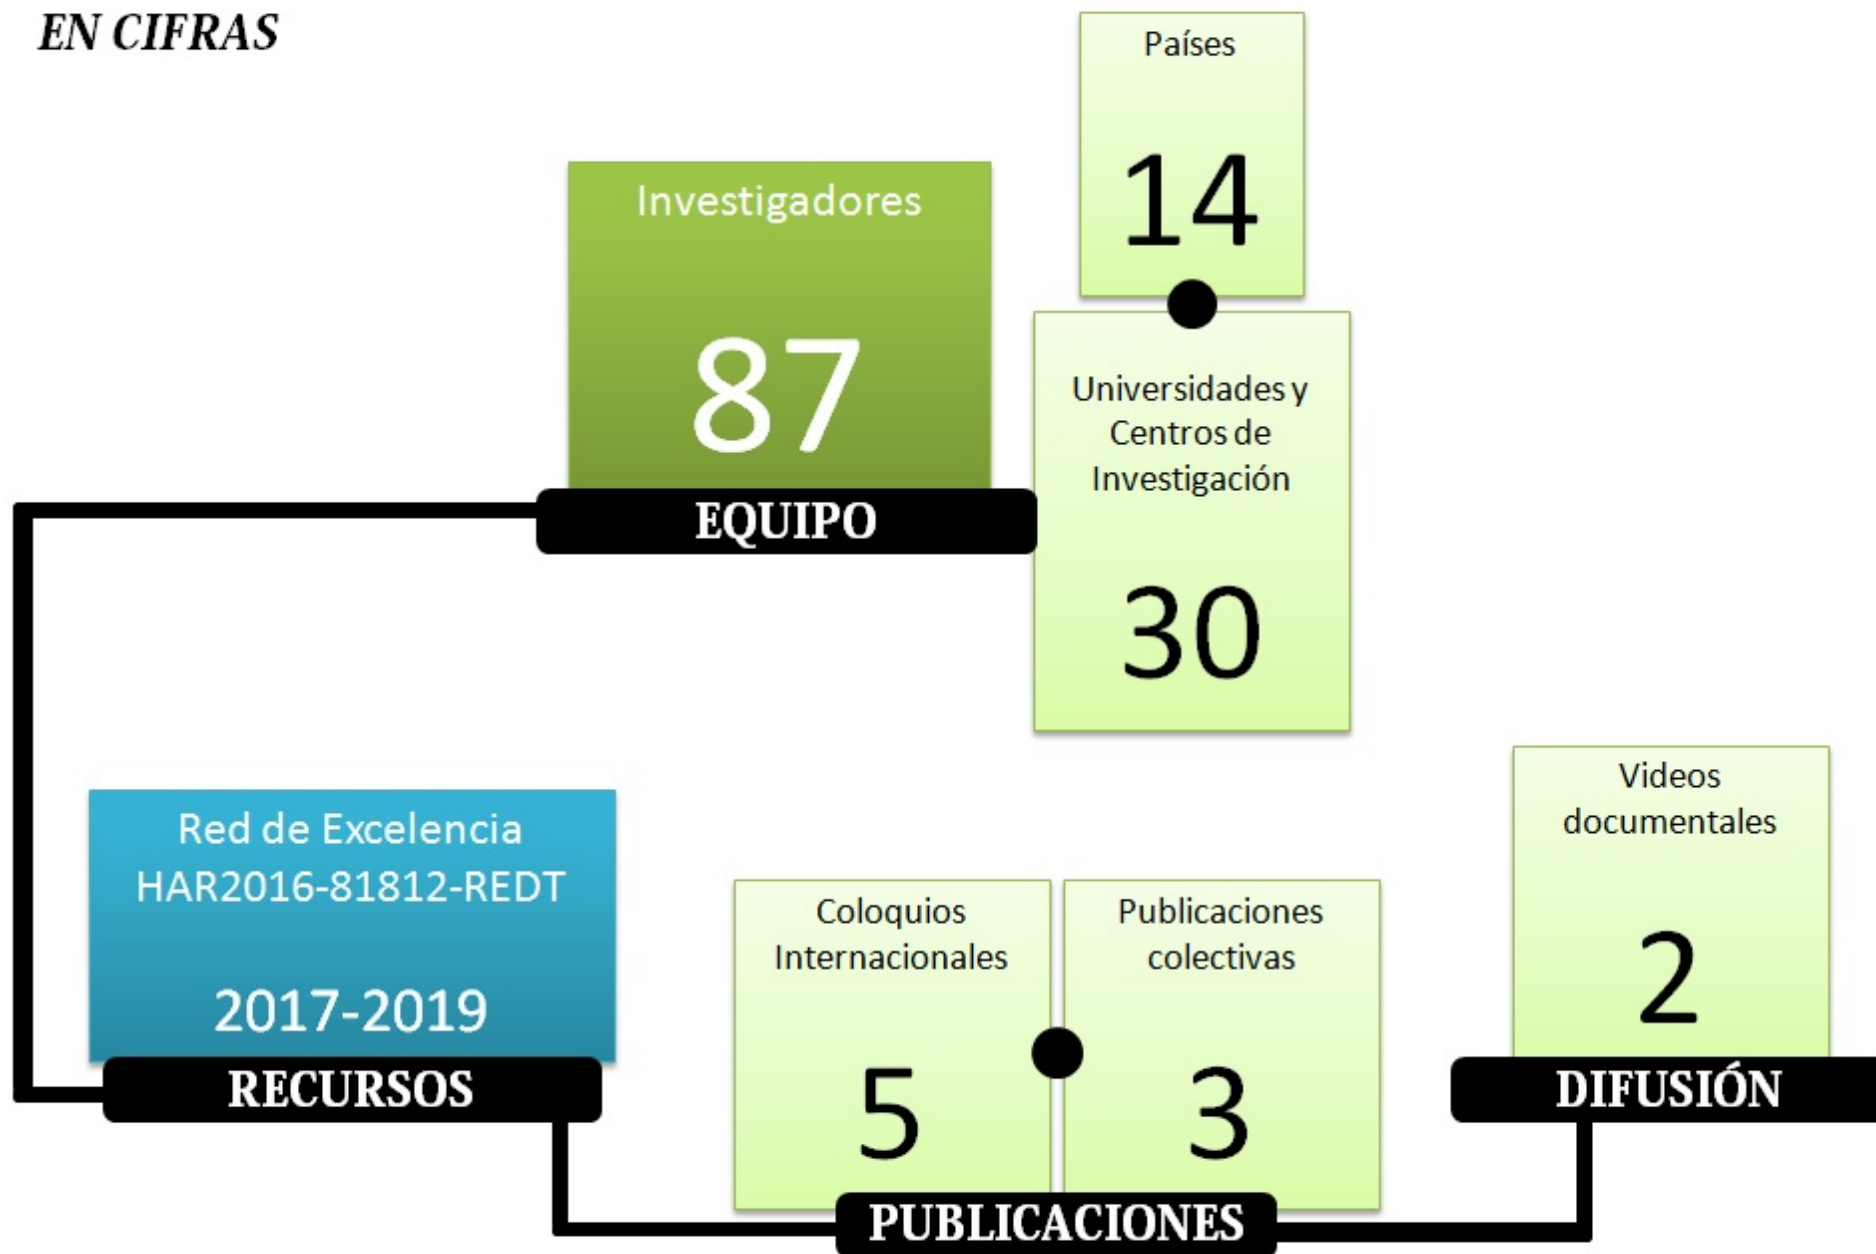 EN CIFRAS
Países
14
Investigadores
87
EQUIPO
Universidades y
Centros de
Investigación
30
Red de Excelencia
HAR2016-81812-REDT
2017-2019
RECURSOS
Coloquios
Internacionales
5
Publicaciones
colectivas
3
PUBLICACIONES
Videos
documentales
2
DIFUSIÓN